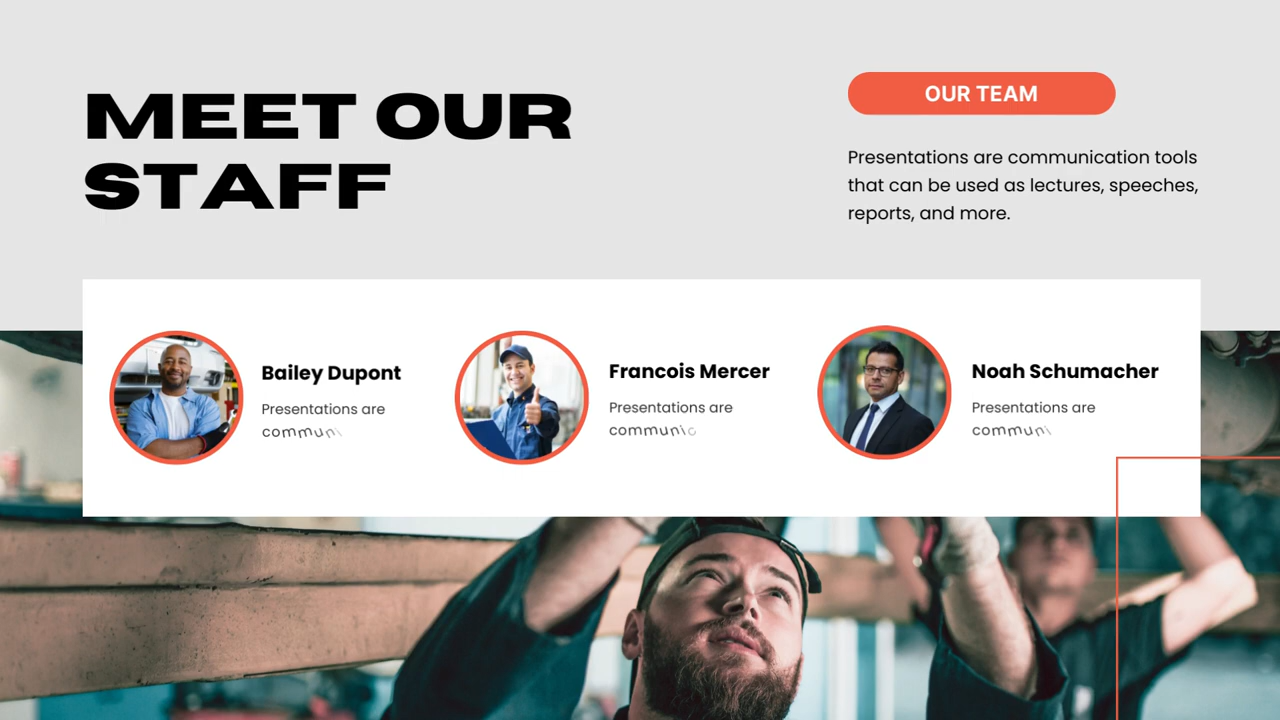 MEET OUR
STAFF
OUR TEAM
Presentations are communication tools
that can be used as lectures, speeches,
reports, and more.
Bailey Dupont
Presentations are
communi
Francois Mercer
Presentations are
communic
Noah Schumacher
Presentations are
communi